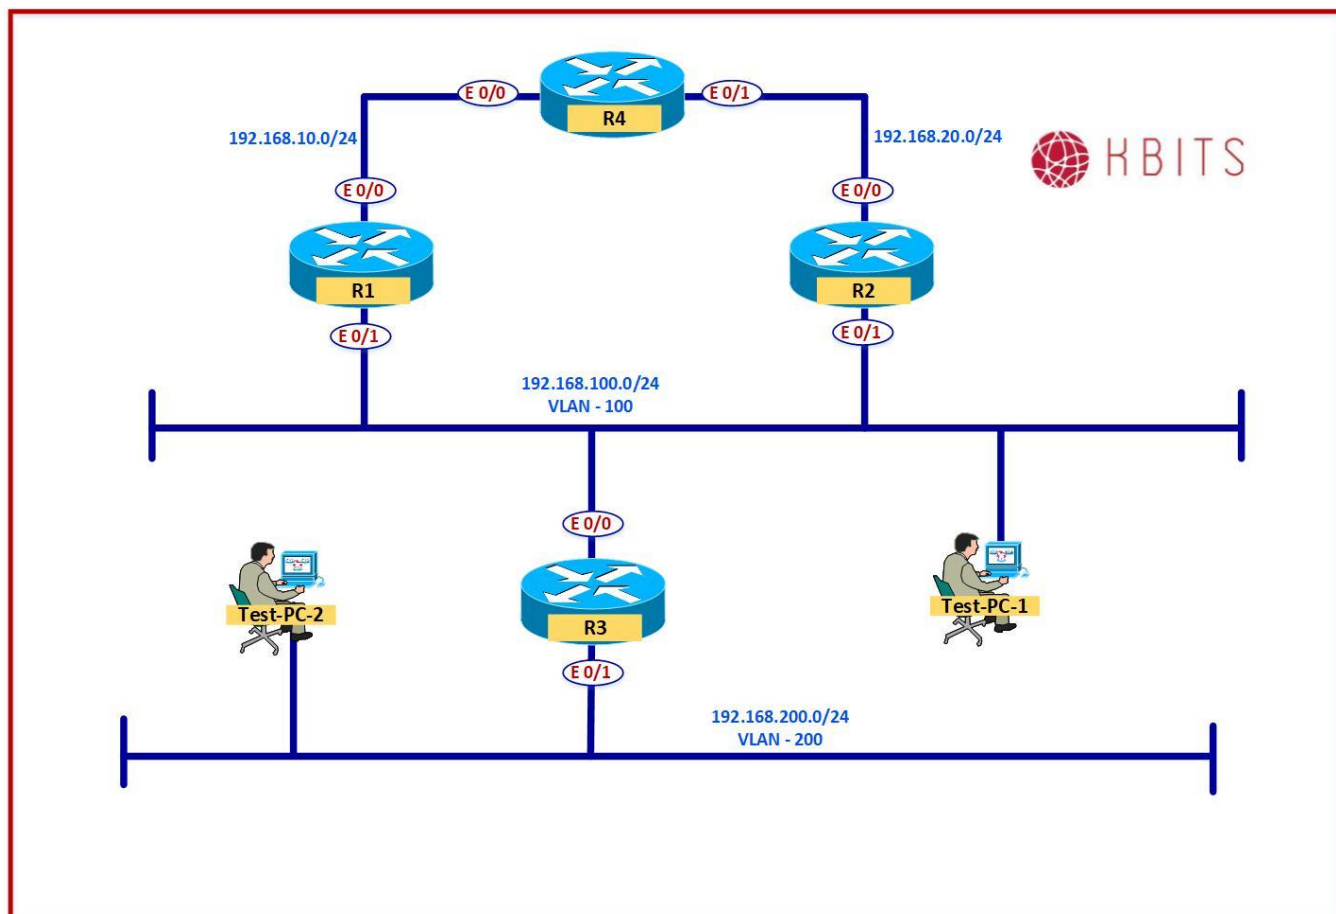 E 0/0
E 0/1
R4
192.168.10.0/24
192.168.20.0/24
KBITS
E 0/0
E 0/0
R1
R2
E 0/1
E 0/1
192.168.100.0/24
VLAN - 100
E 0/0
Test-PC-2
Test-PC-1
R3
E 0/1
192.168.200.0/24
VLAN - 200